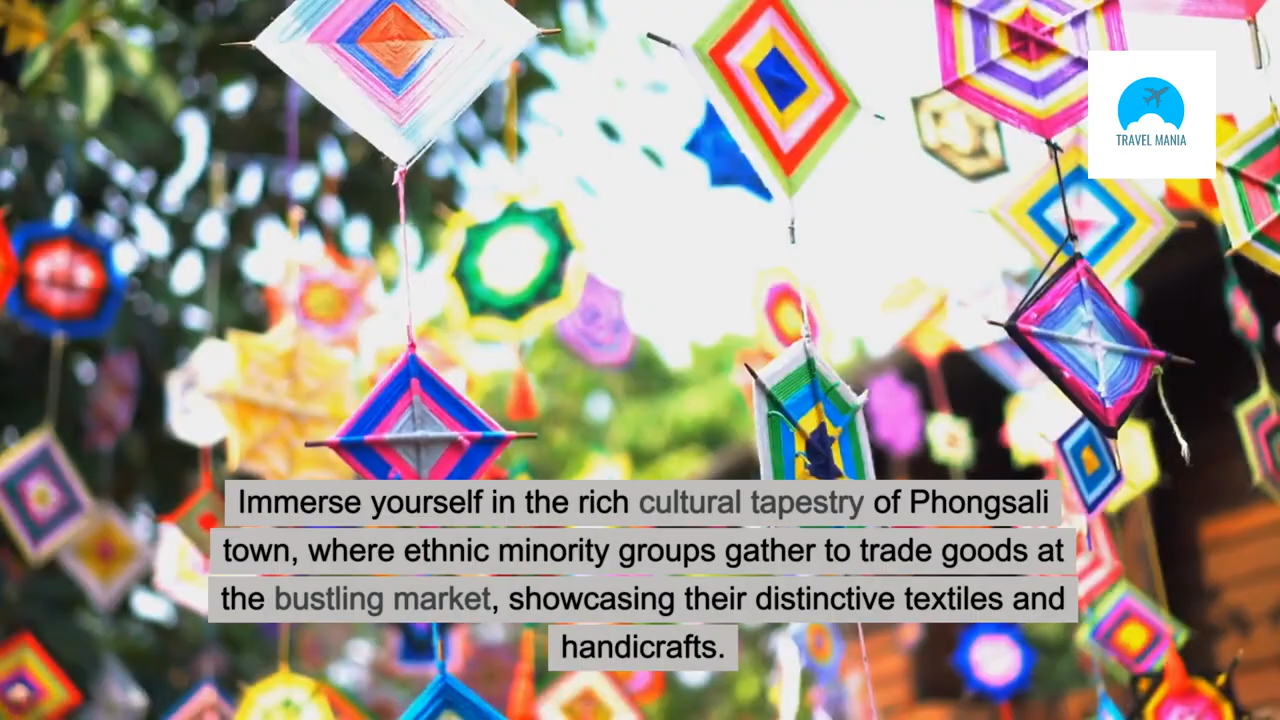 TRAVEL MANIA
Immerse yourself in the rich cultural tapestry of Phongsali
town, where ethnic minority groups gather to trade goods at
the bustling market, showcasing their distinctive textiles and
handicrafts.